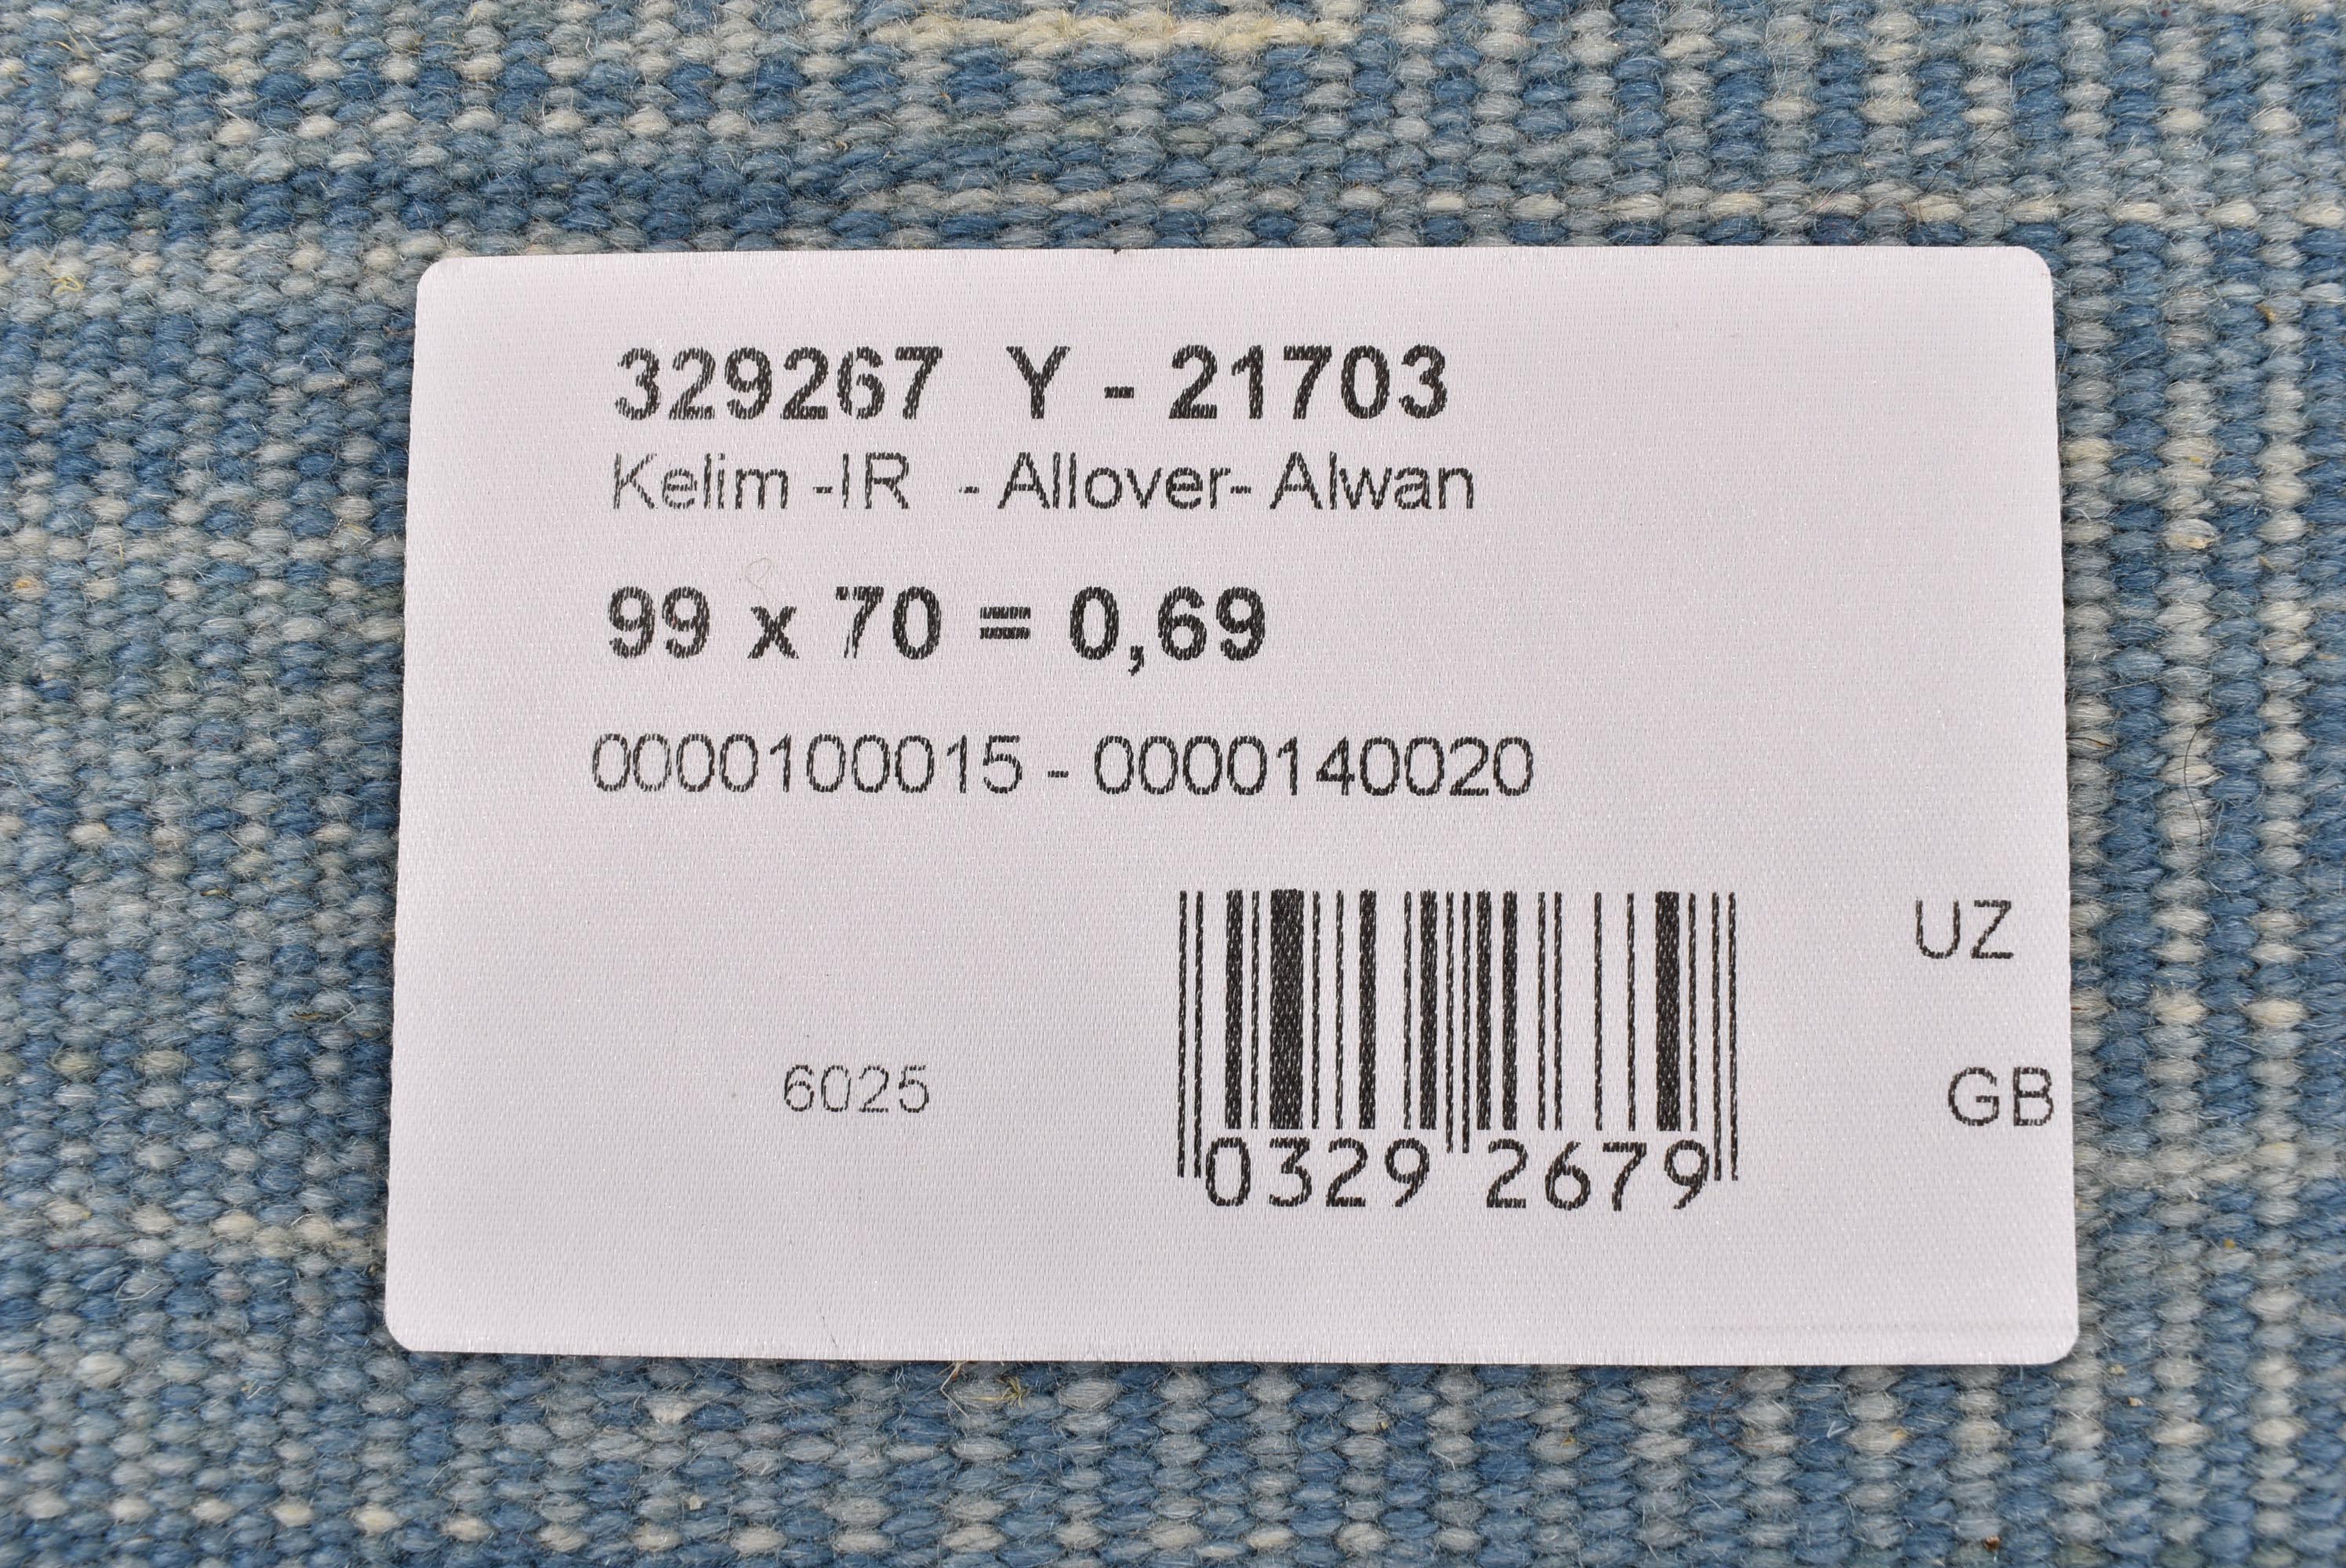 329267 Y - 21703
Kelim -IR - Allover- Alwan
99 x 70 = 0,69
0000100015 - 0000140020
UZ
6025
GB
0329 2679